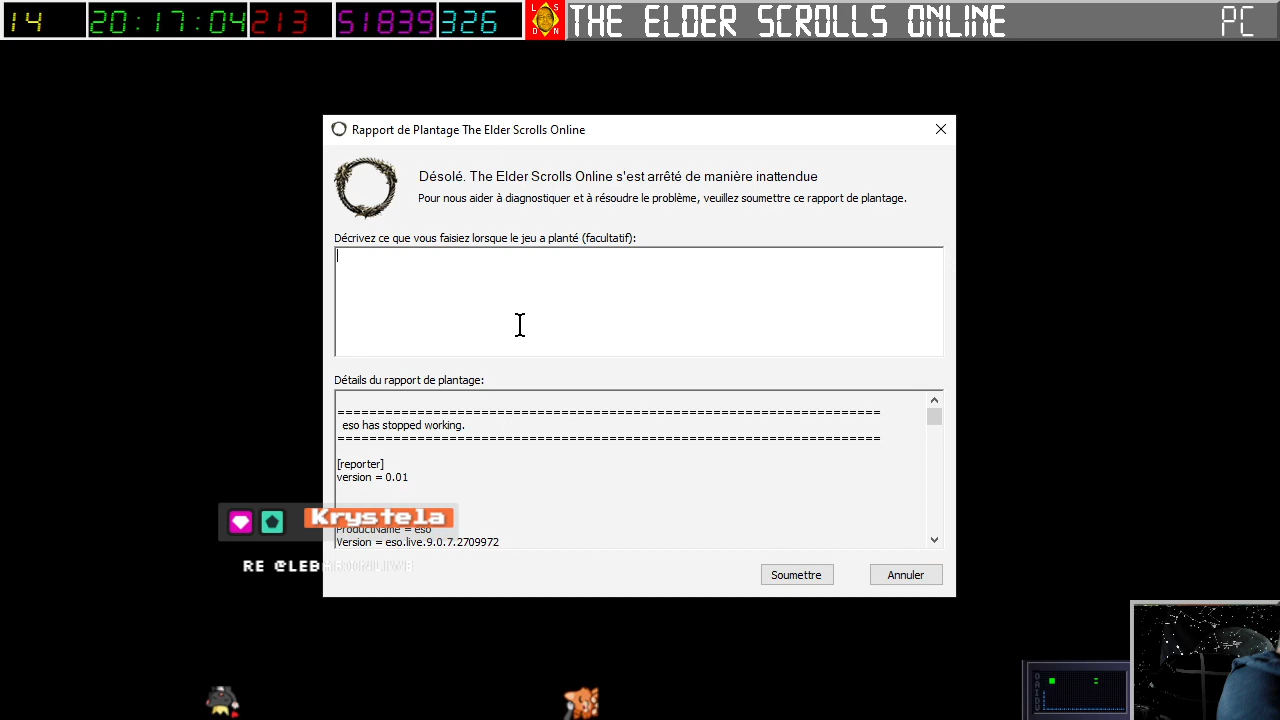 14 20:17:04 213 51839 326 LSDN THE ELDER SCROLLS ONLINE PC
Rapport de Plantage The Elder Scrolls Online
Désolé. The Elder Scrolls Online s'est arrêté de manière inattendue
Pour nous aider à diagnostiquer et à résoudre le problème, veuillez soumettre ce rapport de plantage.
Décrivez ce que vous faisiez lorsque le jeu a planté (facultatif):
Détails du rapport de plantage:
====================================================================
eso has stopped working.
====================================================================
[reporter]
version = 0.01
Krystela
ProductName = eso
Version = eso.live.9.0.7.2709972
RE @LEBARONLIVE
Soumettre Annuler